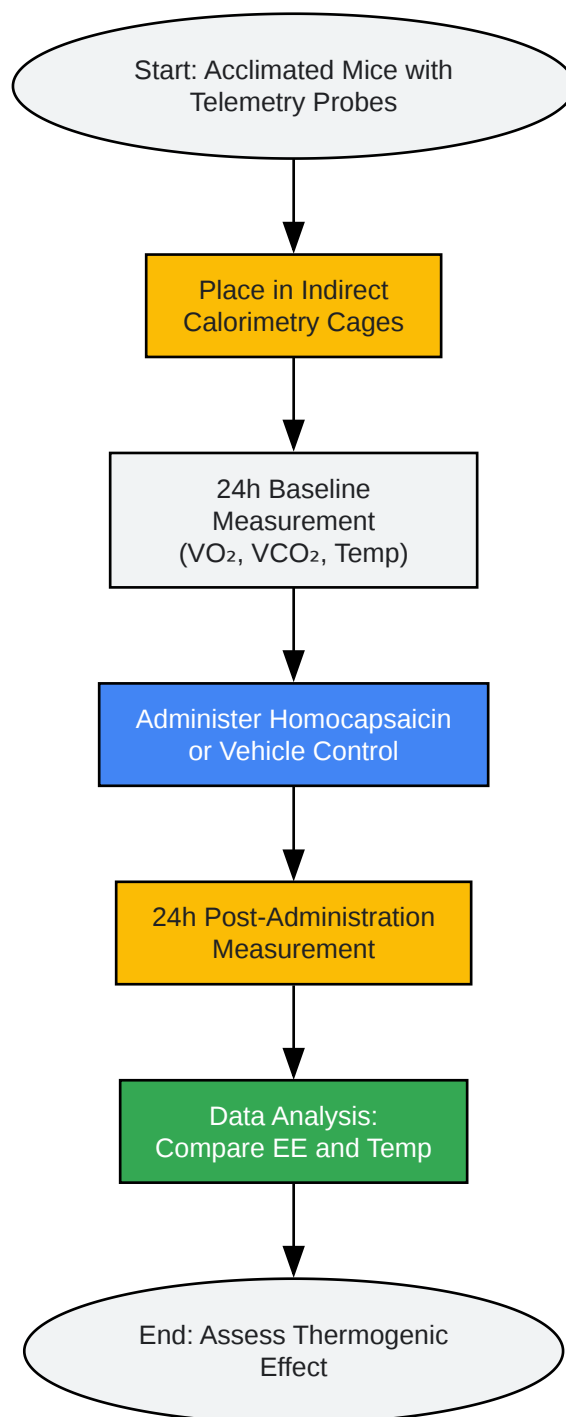 Start: Acclimated Mice with
Telemetry Probes
Place in Indirect
Calorimetry Cages
24h Baseline
Measurement
(VO₂, VCO₂, Temp)
Administer Homocapsaicin
or Vehicle Control
24h Post-Administration
Measurement
Data Analysis:
Compare EE and Temp
End: Assess Thermogenic
Effect